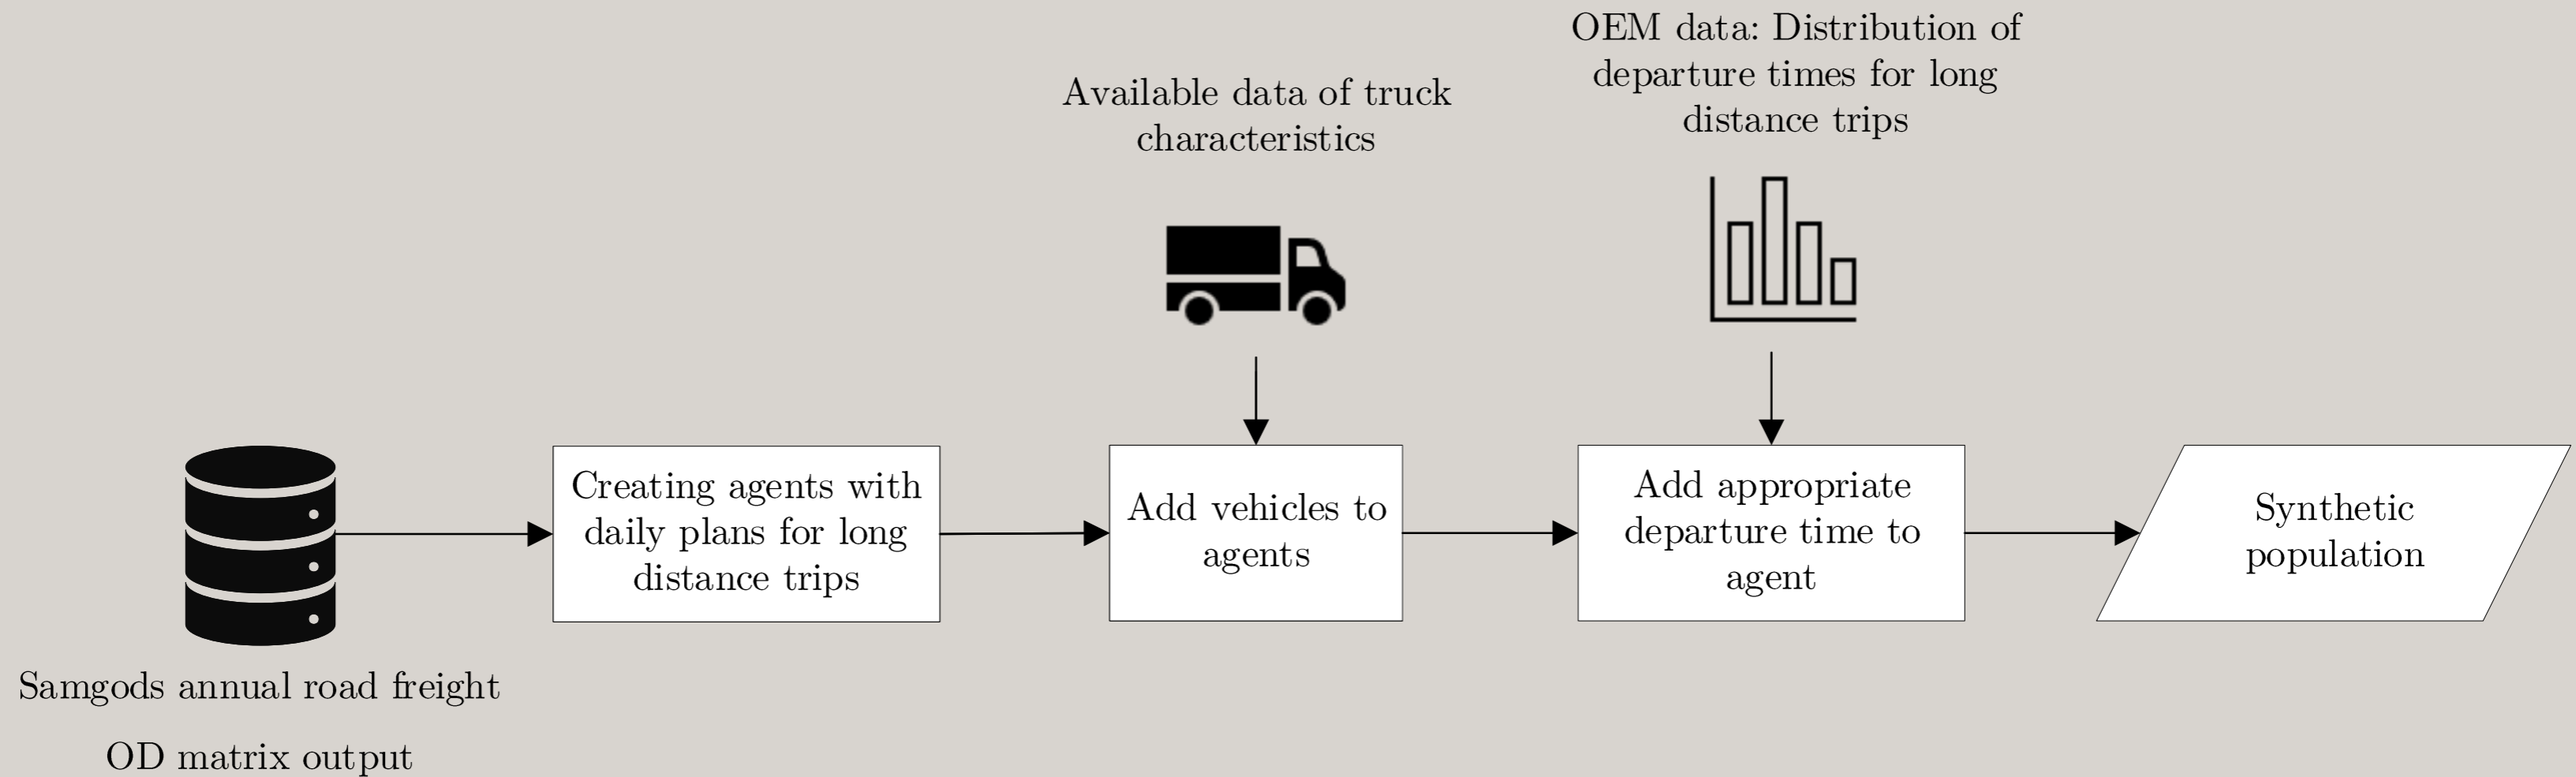 OEM data: Distribution of
departure times for long
distance trips
Available data of truck
characteristics
Creating agents with
daily plans for long
distance trips
Add vehicles to
agents
Add appropriate
departure time to
agent
Synthetic
population
Samgods annual road freight
OD matrix output